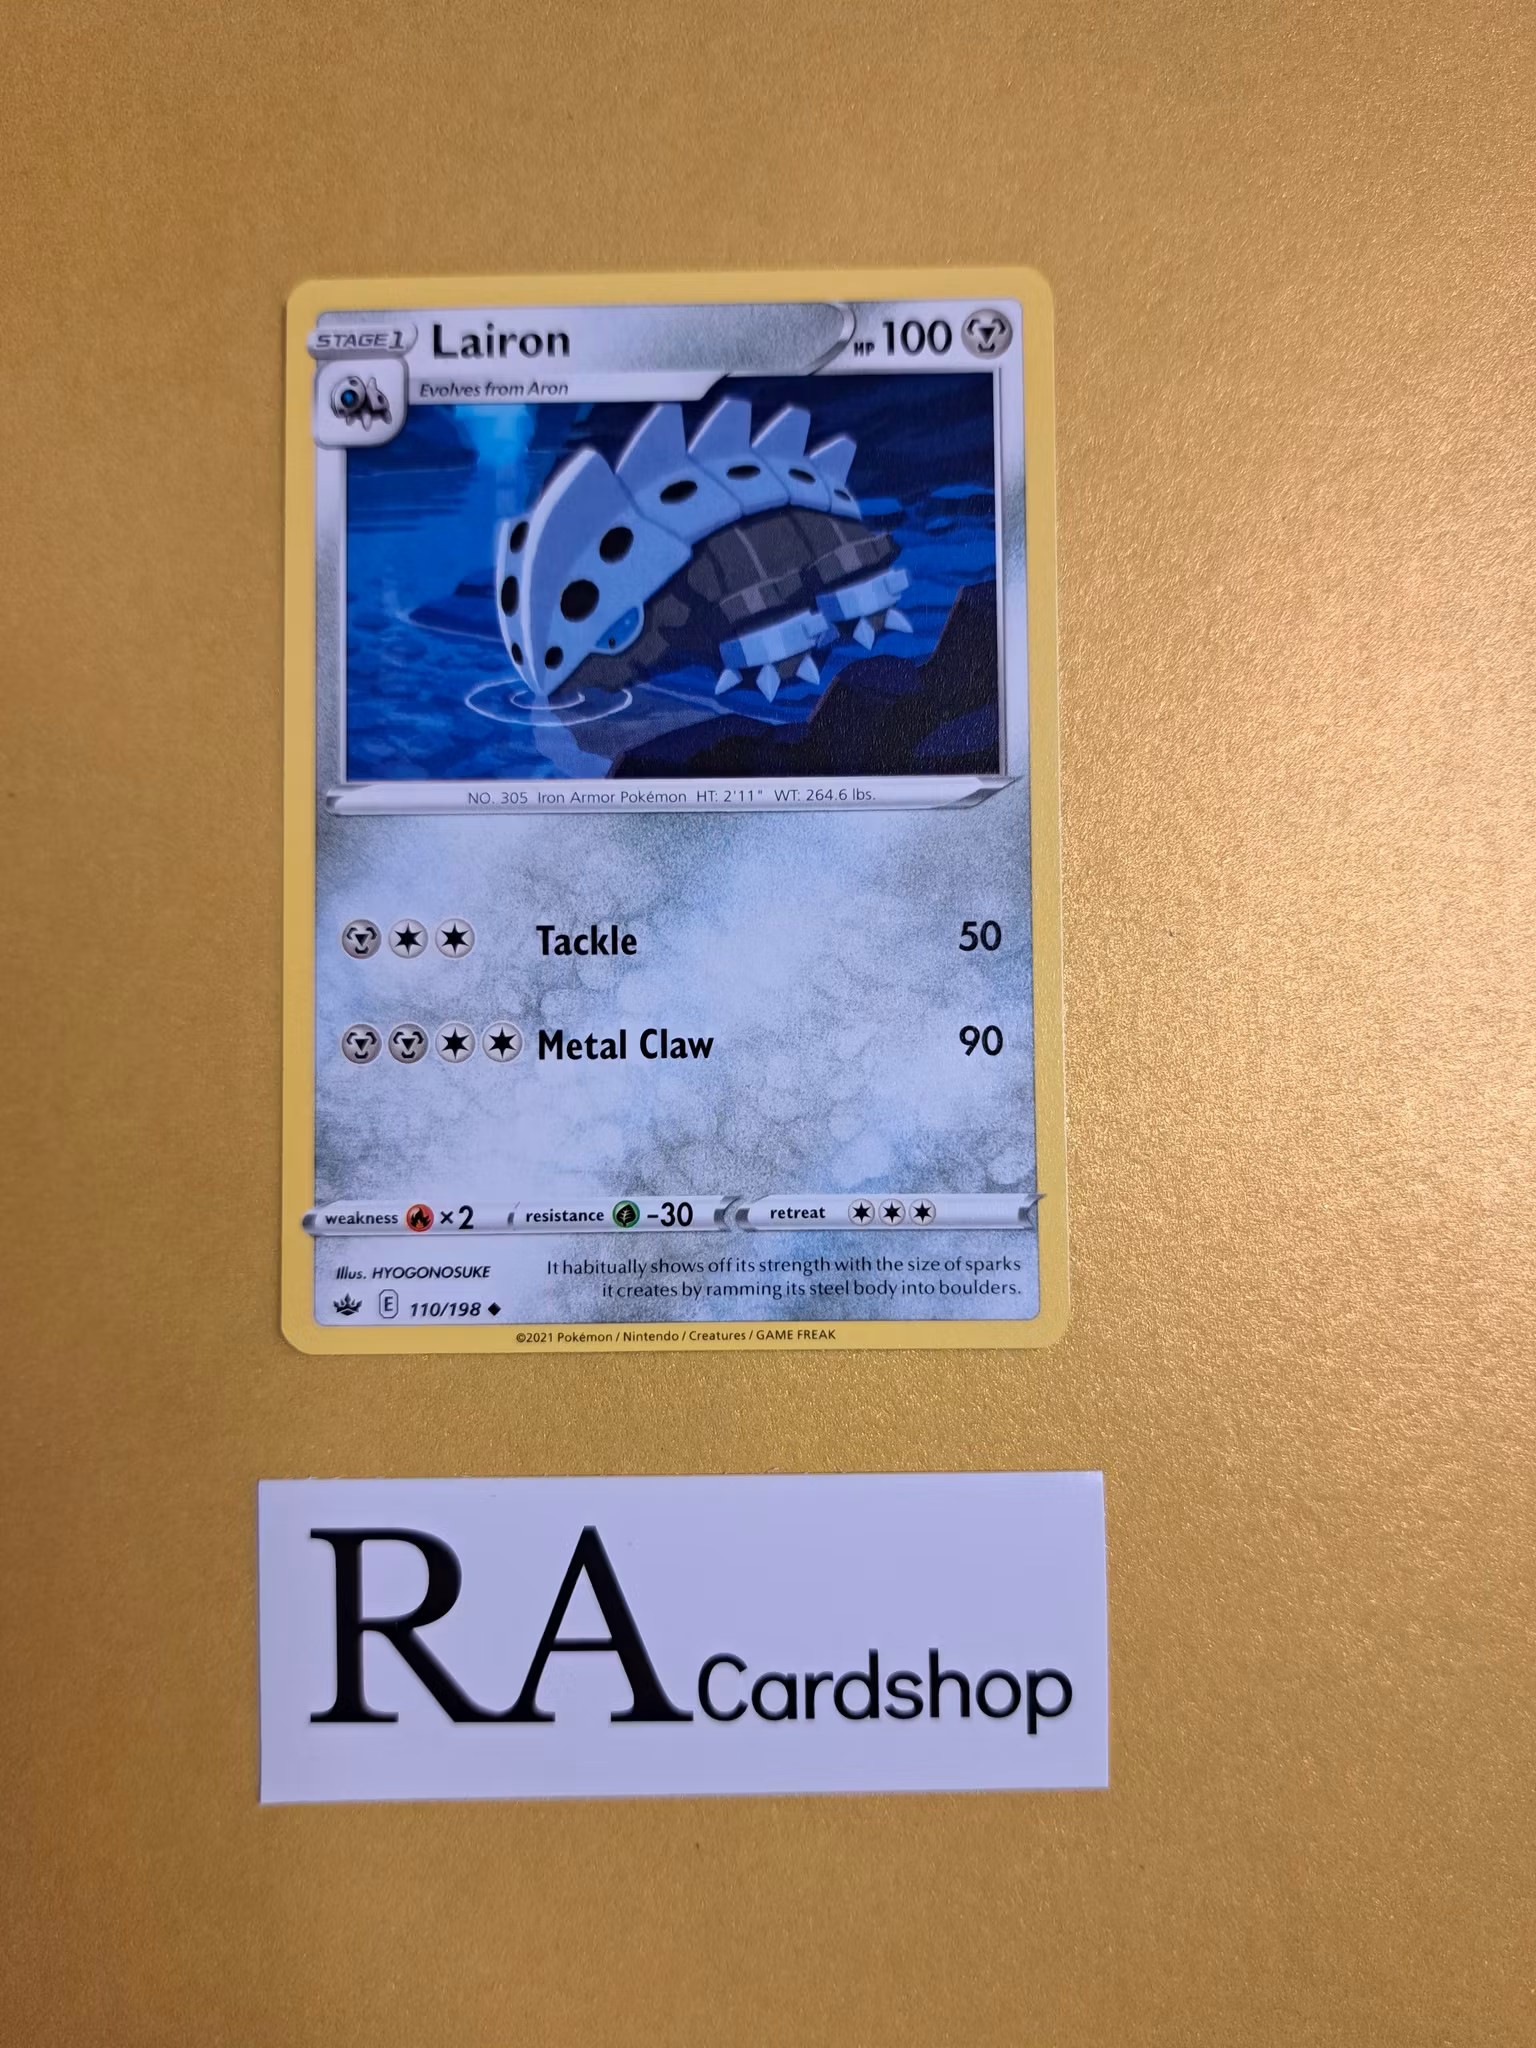 STAGE 1 Lairon HP 100
Evolves from Aron
NO. 305 Iron Armor Pokémon HT: 2'11" WT: 264.6 lbs.
Tackle 50
Metal Claw 90
weakness ×2 resistance -30 retreat
Illus. HYOGONOSUKE
It habitually shows off its strength with the size of sparks
it creates by ramming its steel body into boulders.
E 110/198
©2021 Pokémon / Nintendo / Creatures / GAME FREAK
RA Cardshop